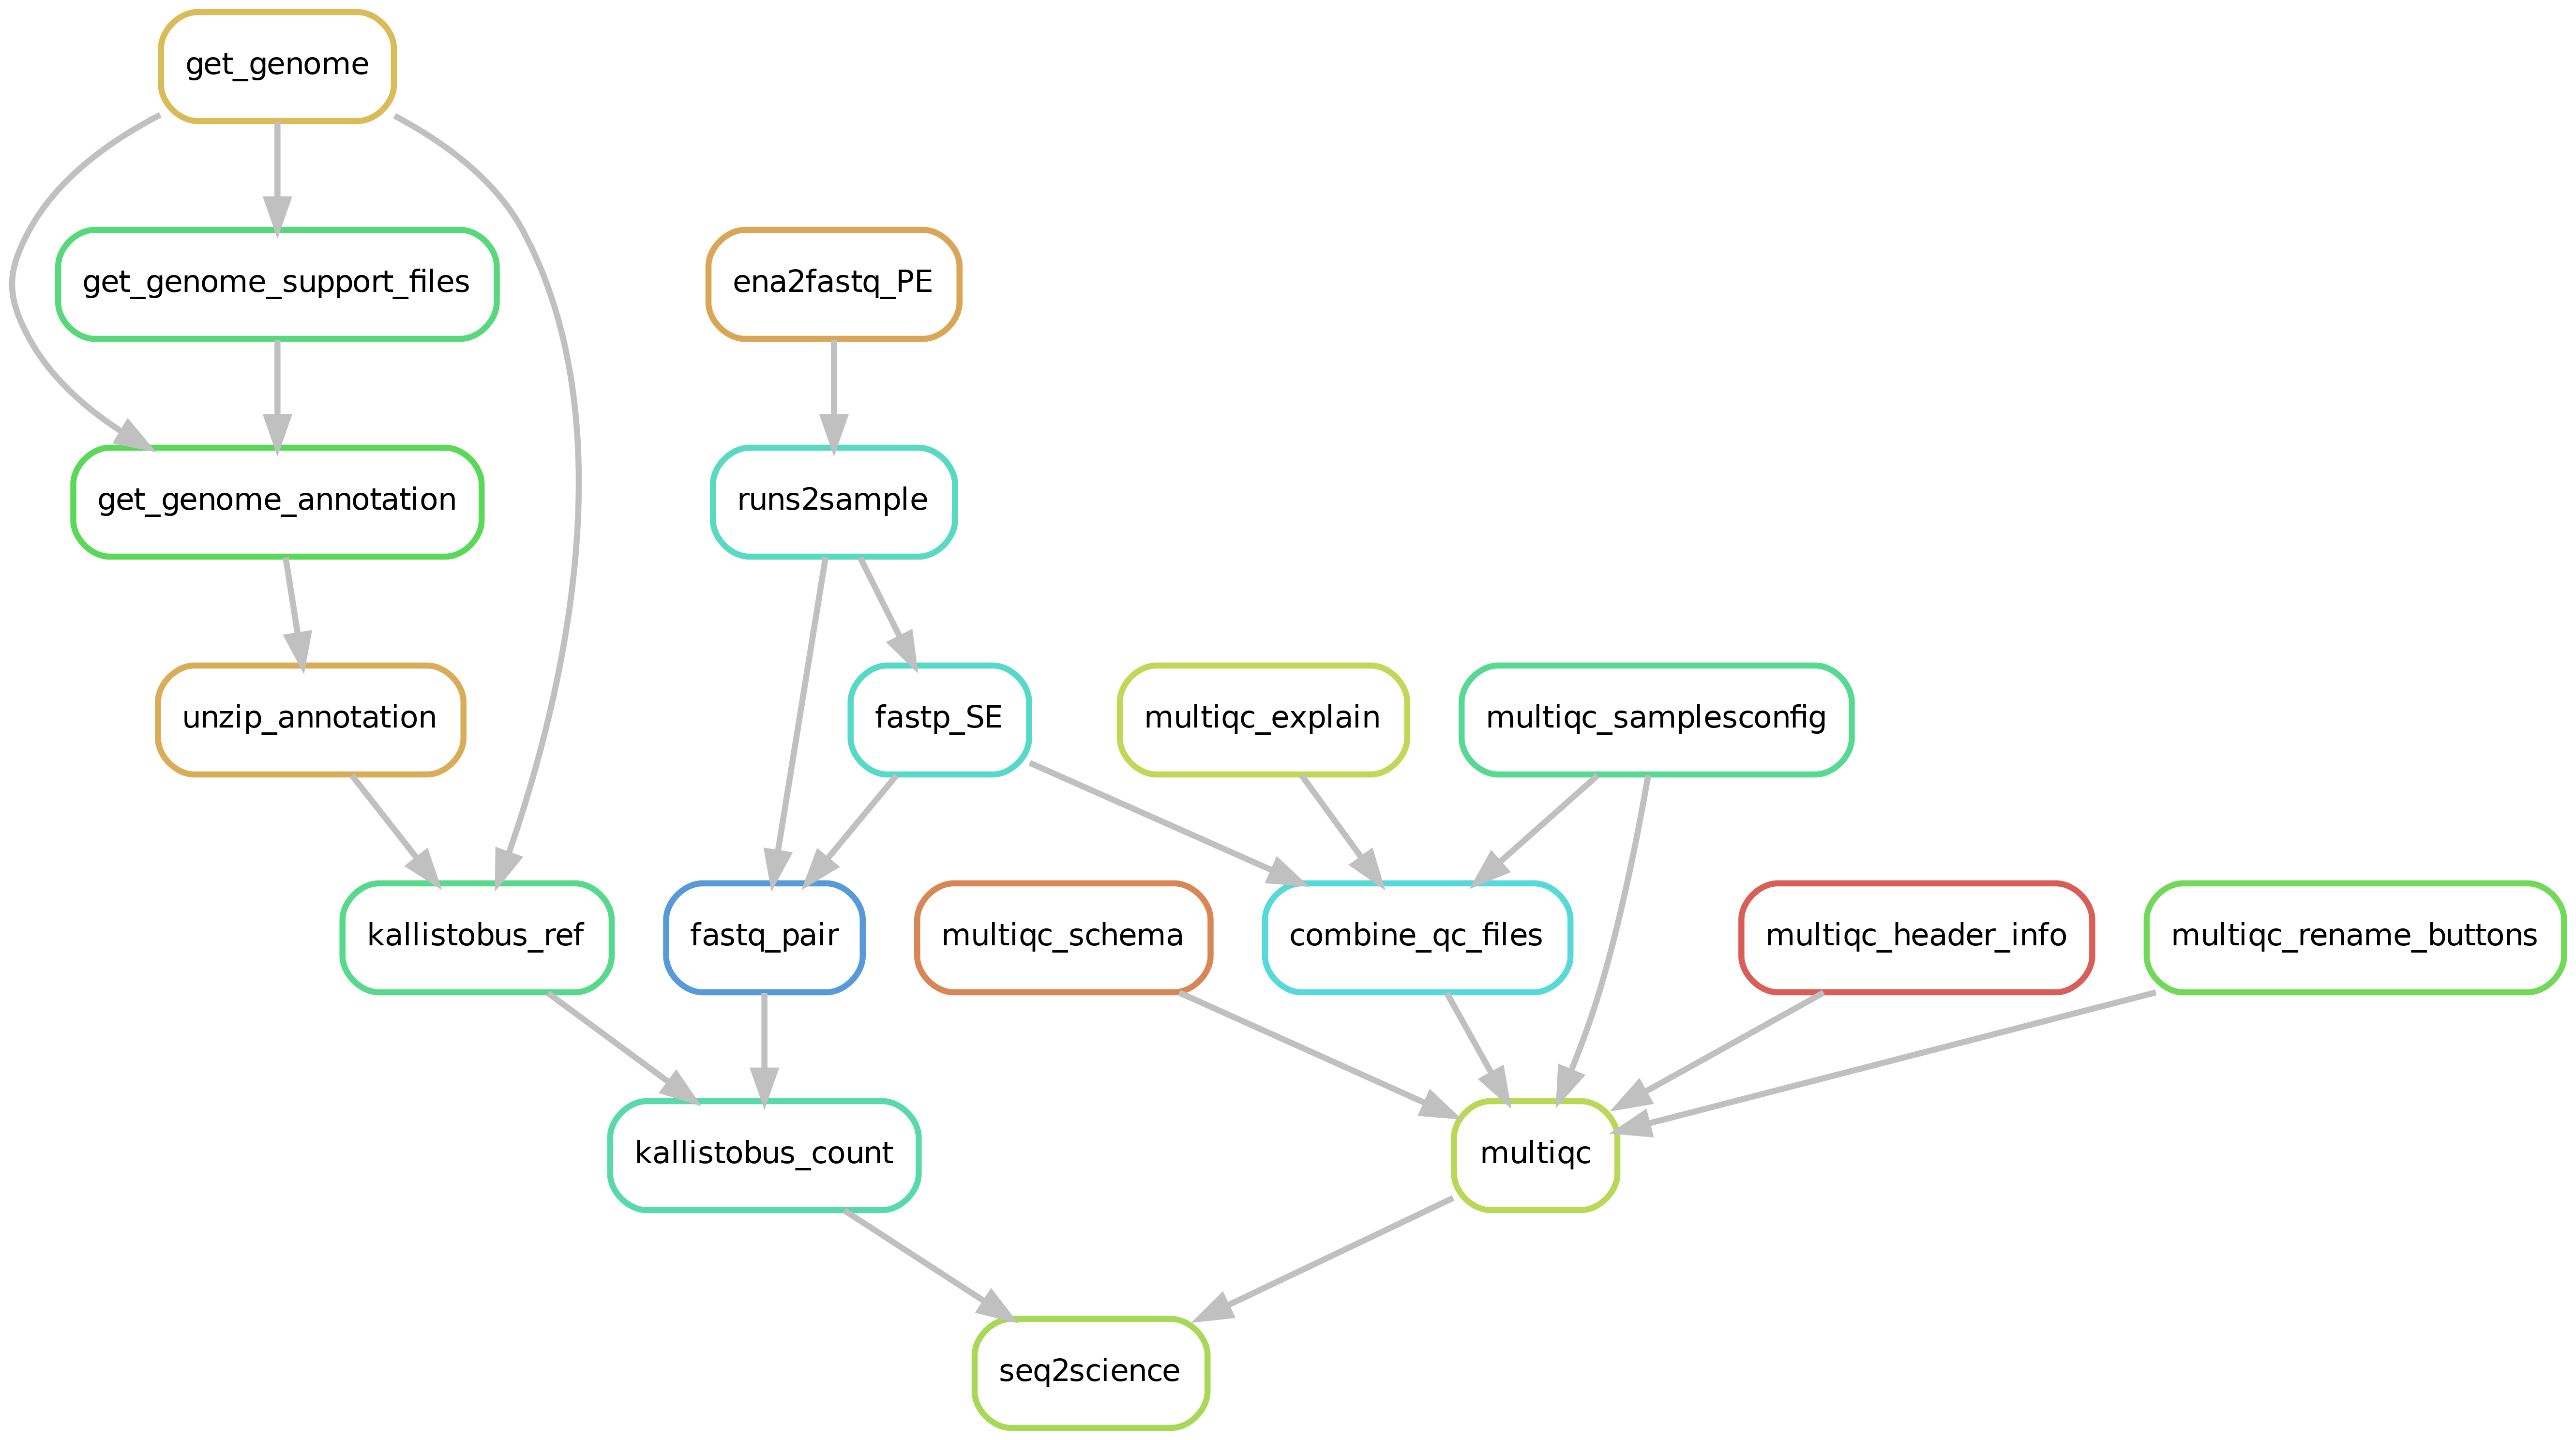 get_genome
get_genome_support_files
ena2fastq_PE
get_genome_annotation
runs2sample
unzip_annotation
fastp_SE
multiqc_explain
multiqc_samplesconfig
kallistobus_ref
fastq_pair
multiqc_schema
combine_qc_files
multiqc_header_info
multiqc_rename_buttons
kallistobus_count
multiqc
seq2science